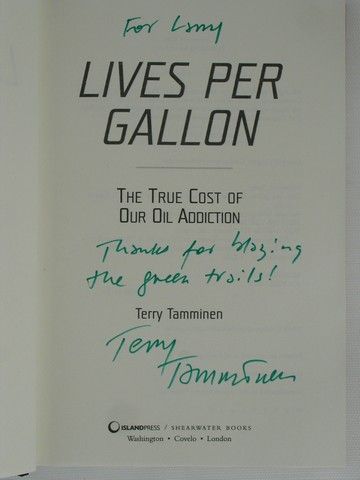 For Larry
LIVES PER
GALLON
THE TRUE COST OF
OUR OIL ADDICTION
Thanks for blazing
the green trails!
Terry Tamminen
Terry
Tamminen
ISLANDPRESS / SHEARWATER BOOKS
Washington • Covelo • London